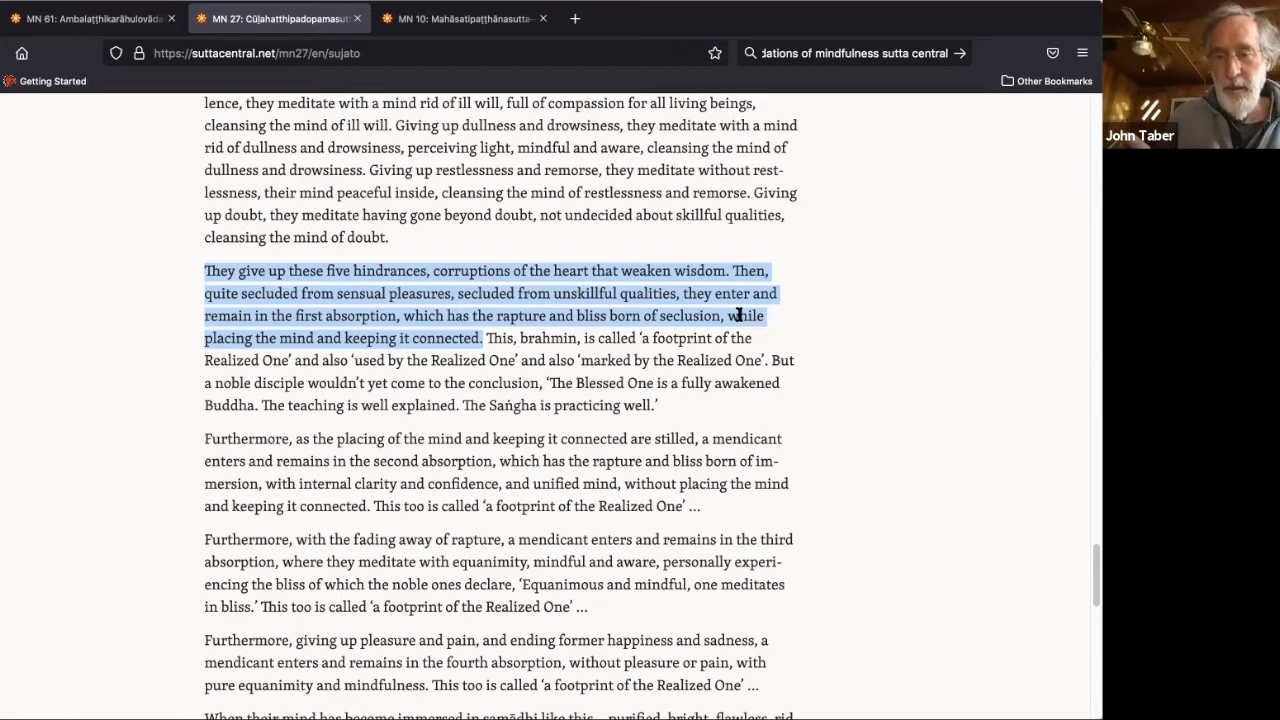 MN 61: Ambalaṭṭhikarāhulovāda
MN 27: Cūḷahatthipadopamasut
MN 10: Mahāsatipaṭṭhānasutta
https://suttacentral.net/mn27/en/sujato
dations of mindfulness sutta central
Getting Started
Other Bookmarks
John Taber
lence, they meditate with a mind rid of ill will, full of compassion for all living beings,
cleansing the mind of ill will. Giving up dullness and drowsiness, they meditate with a mind
rid of dullness and drowsiness, perceiving light, mindful and aware, cleansing the mind of
dullness and drowsiness. Giving up restlessness and remorse, they meditate without rest-
lessness, their mind peaceful inside, cleansing the mind of restlessness and remorse. Giving
up doubt, they meditate having gone beyond doubt, not undecided about skillful qualities,
cleansing the mind of doubt.
They give up these five hindrances, corruptions of the heart that weaken wisdom. Then,
quite secluded from sensual pleasures, secluded from unskillful qualities, they enter and
remain in the first absorption, which has the rapture and bliss born of seclusion, while
placing the mind and keeping it connected. This, brahmin, is called ‘a footprint of the
Realized One’ and also ‘used by the Realized One’ and also ‘marked by the Realized One’. But
a noble disciple wouldn’t yet come to the conclusion, ‘The Blessed One is a fully awakened
Buddha. The teaching is well explained. The Saṅgha is practicing well.’
Furthermore, as the placing of the mind and keeping it connected are stilled, a mendicant
enters and remains in the second absorption, which has the rapture and bliss born of im-
mersion, with internal clarity and confidence, and unified mind, without placing the mind
and keeping it connected. This too is called ‘a footprint of the Realized One’ …
Furthermore, with the fading away of rapture, a mendicant enters and remains in the third
absorption, where they meditate with equanimity, mindful and aware, personally experi-
encing the bliss of which the noble ones declare, ‘Equanimous and mindful, one meditates
in bliss.’ This too is called ‘a footprint of the Realized One’ …
Furthermore, giving up pleasure and pain, and ending former happiness and sadness, a
mendicant enters and remains in the fourth absorption, without pleasure or pain, with
pure equanimity and mindfulness. This too is called ‘a footprint of the Realized One’ …
When their mind has become immersed in samādhi like this—purified, bright, flawless, rid